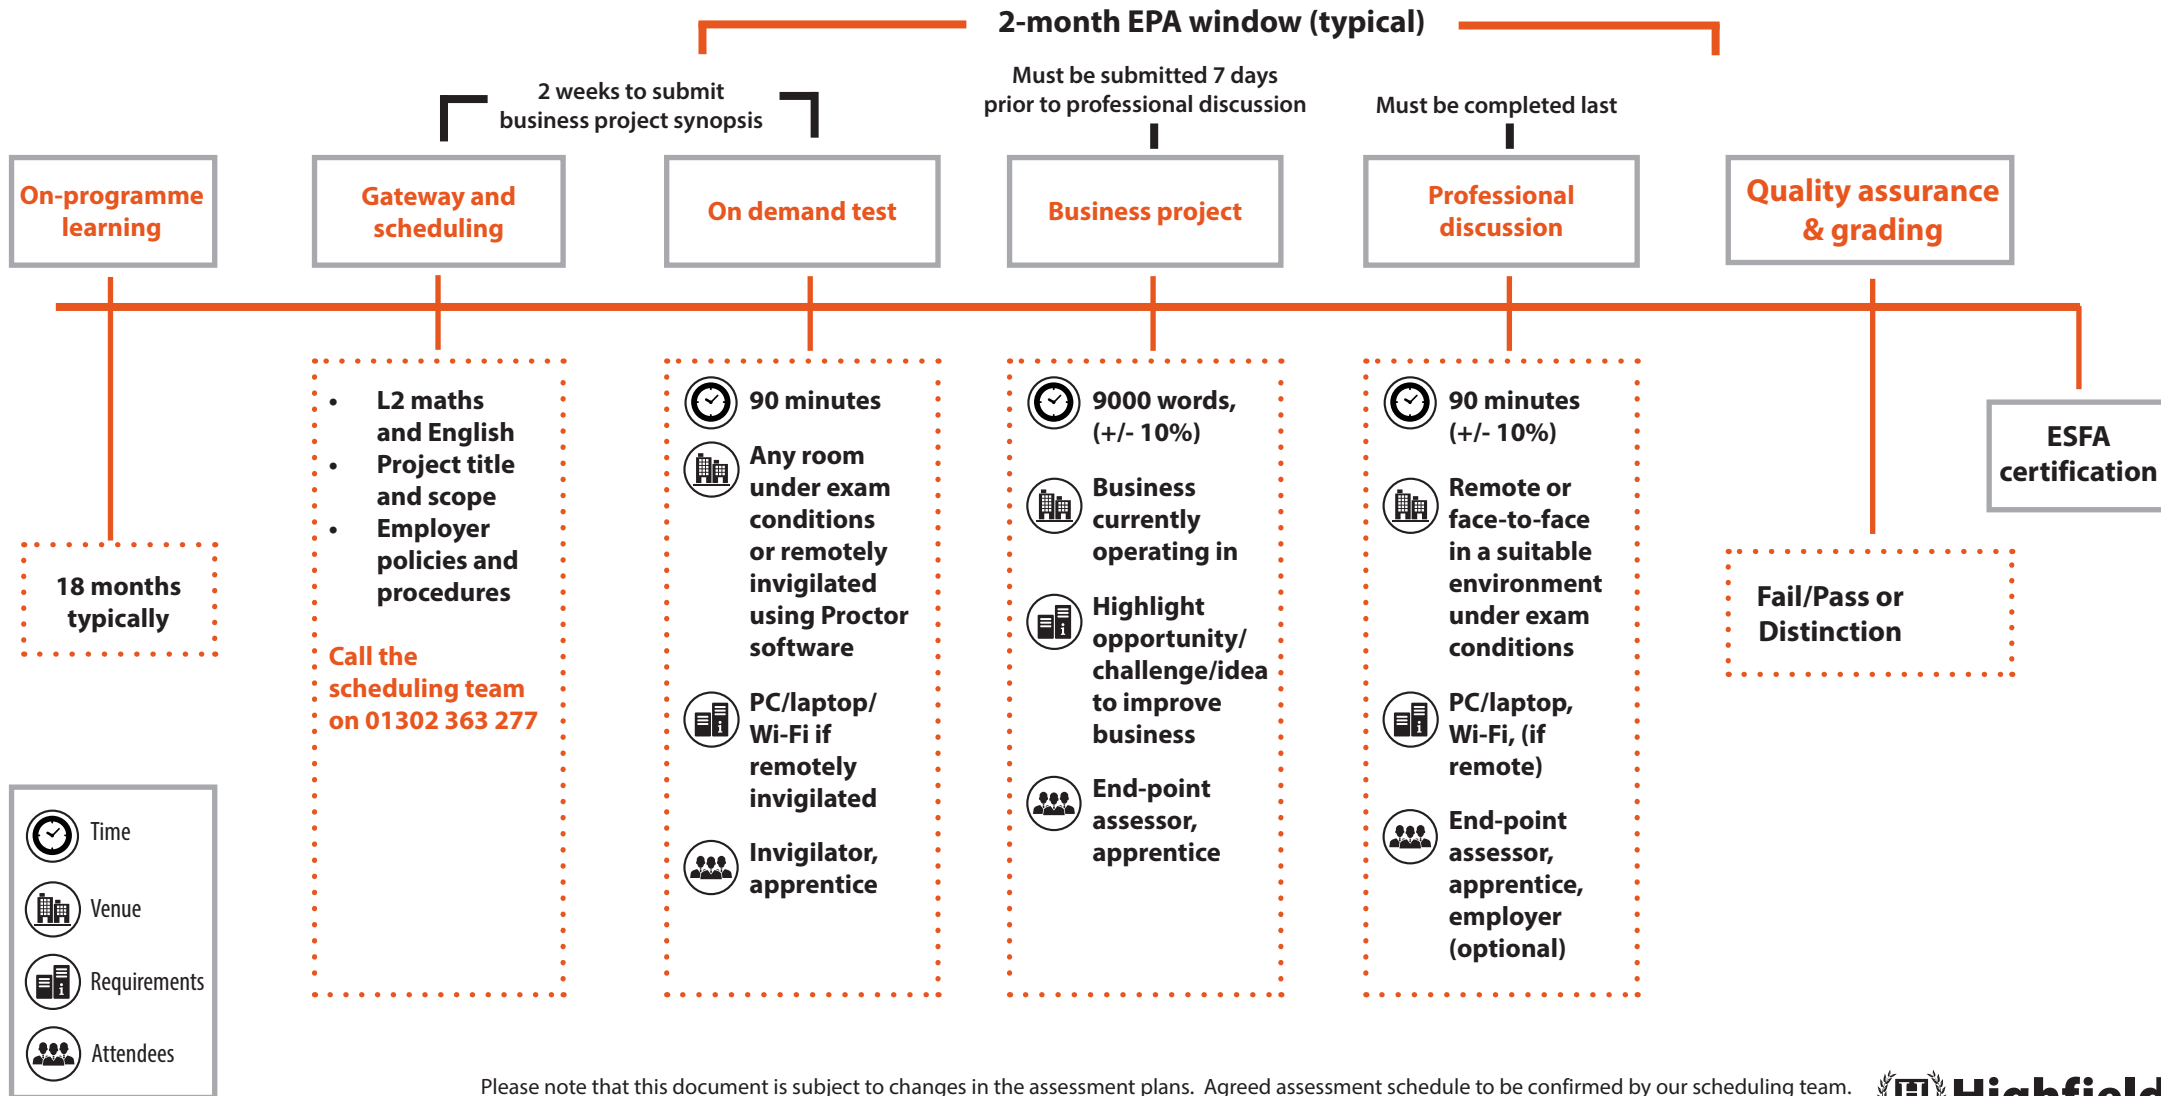 2-month EPA window (typical)
2 weeks to submit
business project synopsis
Must be submitted 7 days
prior to professional discussion
Must be completed last
On-programme
learning
Gateway and
scheduling
On demand test
Business project
Professional
discussion
Quality assurance
& grading
18 months
typically
• L2 maths
and English
• Project title
and scope
• Employer
policies and
procedures
Call the
scheduling team
on 01302 363 277
90 minutes
Any room
under exam
conditions
or remotely
invigilated
using Proctor
software
PC/laptop/
Wi-Fi if
remotely
invigilated
Invigilator,
apprentice
9000 words,
(+/- 10%)
Business
currently
operating in
Highlight
opportunity/
challenge/idea
to improve
business
End-point
assessor,
apprentice
90 minutes
(+/- 10%)
Remote or
face-to-face
in a suitable
environment
under exam
conditions
PC/laptop,
Wi-Fi, (if
remote)
End-point
assessor,
apprentice,
employer
(optional)
Fail/Pass or
Distinction
ESFA
certification
Time
Venue
Requirements
Attendees
Please note that this document is subject to changes in the assessment plans. Agreed assessment schedule to be confirmed by our scheduling team.
H Highfield